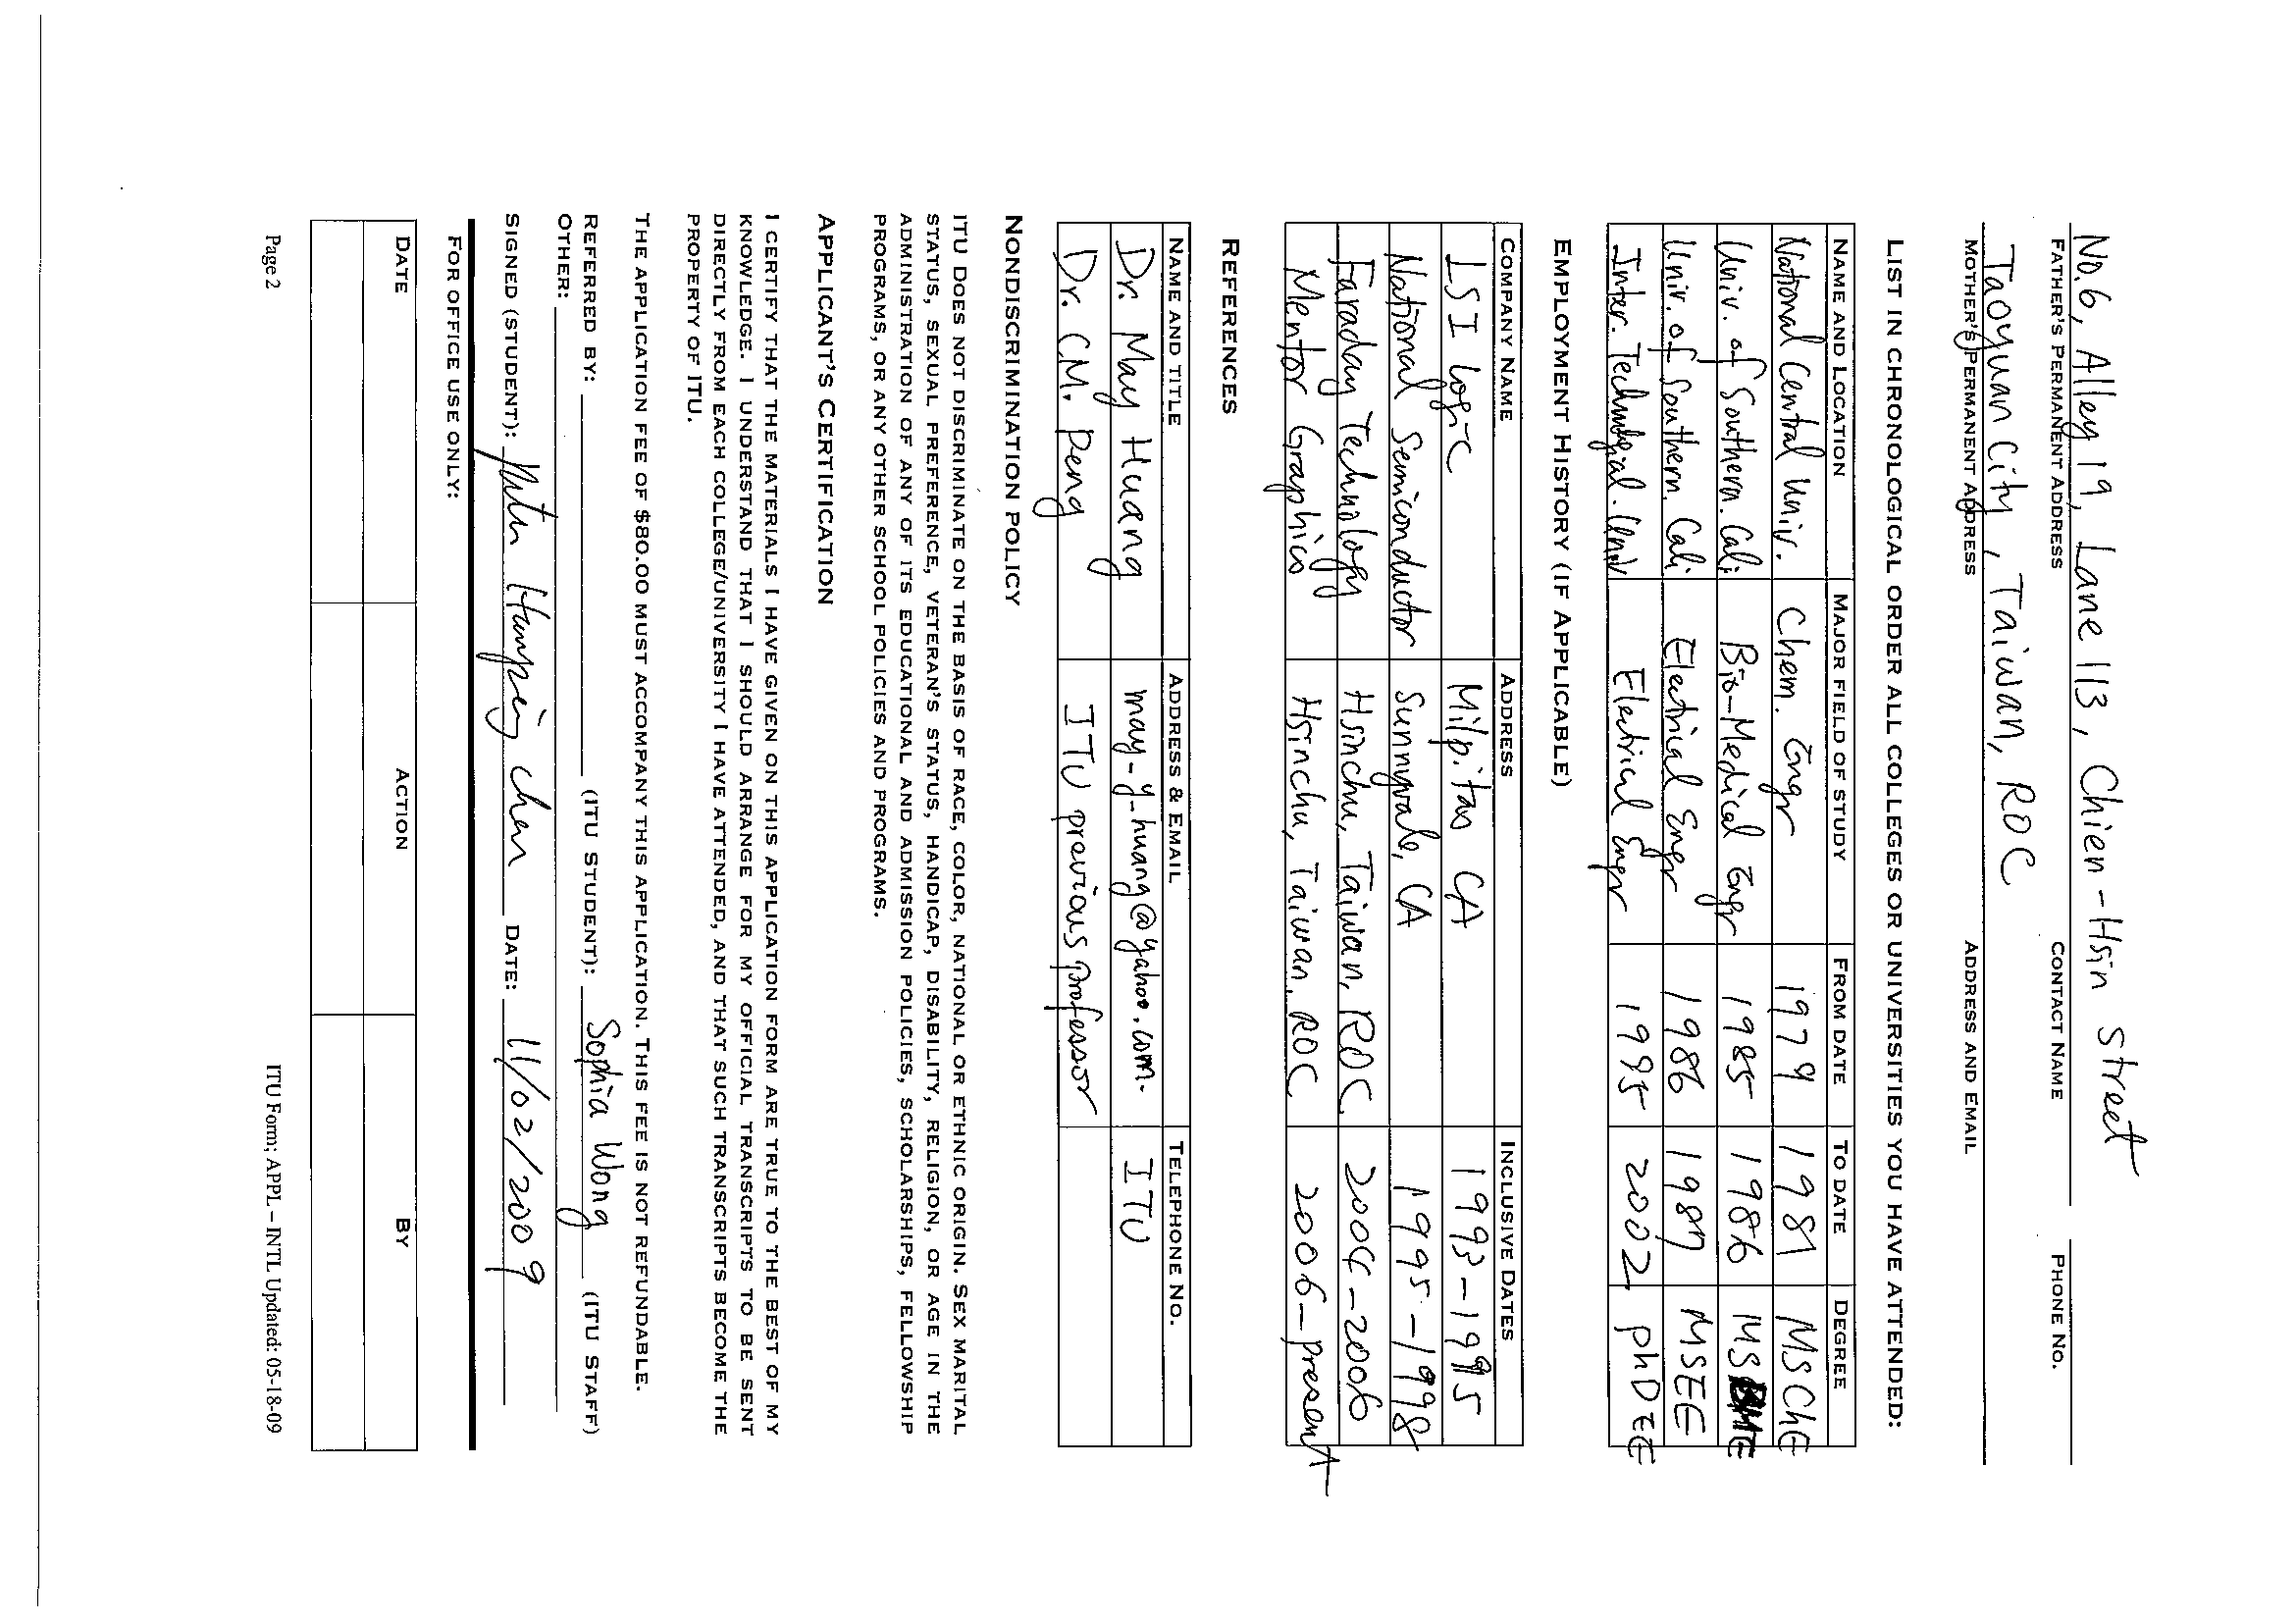 No.6, Alley 19, Lane 113, Chien-Hsin Street
FATHER'S PERMANENT ADDRESS CONTACT NAME PHONE NO.
Taoyuan City, Taiwan, ROC
MOTHER'S PERMANENT ADDRESS ADDRESS AND EMAIL
LIST IN CHRONOLOGICAL ORDER ALL COLLEGES OR UNIVERSITIES YOU HAVE ATTENDED:
NAME AND LOCATION MAJOR FIELD OF STUDY FROM DATE TO DATE DEGREE
National Central Univ. Chem. Engr 1979 1981 MSChE
Univ. of Southern. Cali. Bio-Medical Engr 1985 1986
Univ. of Southern. Cali. Electrical Engr 1986 1987 MSEE
Inter. Technological. Univ Electrical Engr 1995 2002 phDEE
EMPLOYMENT HISTORY (IF APPLICABLE)
COMPANY NAME ADDRESS INCLUSIVE DATES
LSI Logic Milpitas CA 1993-1995
National Semiconductor Sunnyvale, CA 1995-1998
Faraday Technology Hsinchu, Taiwan, ROC -2006
Mentor Graphics Hsinchu, Taiwan, ROC 2006-present
REFERENCES
NAME AND TITLE ADDRESS & EMAIL TELEPHONE NO.
Dr. May Huang may-y-huang@yahoo.com. ITU
Dr. CM. Peng ITU previous professor
NONDISCRIMINATION POLICY
ITU DOES NOT DISCRIMINATE ON THE BASIS OF RACE, COLOR, NATIONAL OR ETHNIC ORIGIN. SEX MARITAL
STATUS, SEXUAL PREFERENCE, VETERAN'S STATUS, HANDICAP, DISABILITY, RELIGION, OR AGE IN THE
ADMINISTRATION OF ANY OF ITS EDUCATIONAL AND ADMISSION POLICIES, SCHOLARSHIPS, FELLOWSHIP
PROGRAMS, OR ANY OTHER SCHOOL POLICIES AND PROGRAMS.
APPLICANT'S CERTIFICATION
I CERTIFY THAT THE MATERIALS I HAVE GIVEN ON THIS APPLICATION FORM ARE TRUE TO THE BEST OF MY
KNOWLEDGE. I UNDERSTAND THAT I SHOULD ARRANGE FOR MY OFFICIAL TRANSCRIPTS TO BE SENT
DIRECTLY FROM EACH COLLEGE/UNIVERSITY I HAVE ATTENDED, AND THAT SUCH TRANSCRIPTS BECOME THE
PROPERTY OF ITU.
THE APPLICATION FEE OF $80.00 MUST ACCOMPANY THIS APPLICATION. THIS FEE IS NOT REFUNDABLE.
REFERRED BY: (ITU STUDENT): Sophia Wong (ITU STAFF)
OTHER:
SIGNED (STUDENT): chen DATE: 11/02/2009
FOR OFFICE USE ONLY:
DATE ACTION BY
Page 2 ITU Form; APPL – INTL Updated: 05-18-09